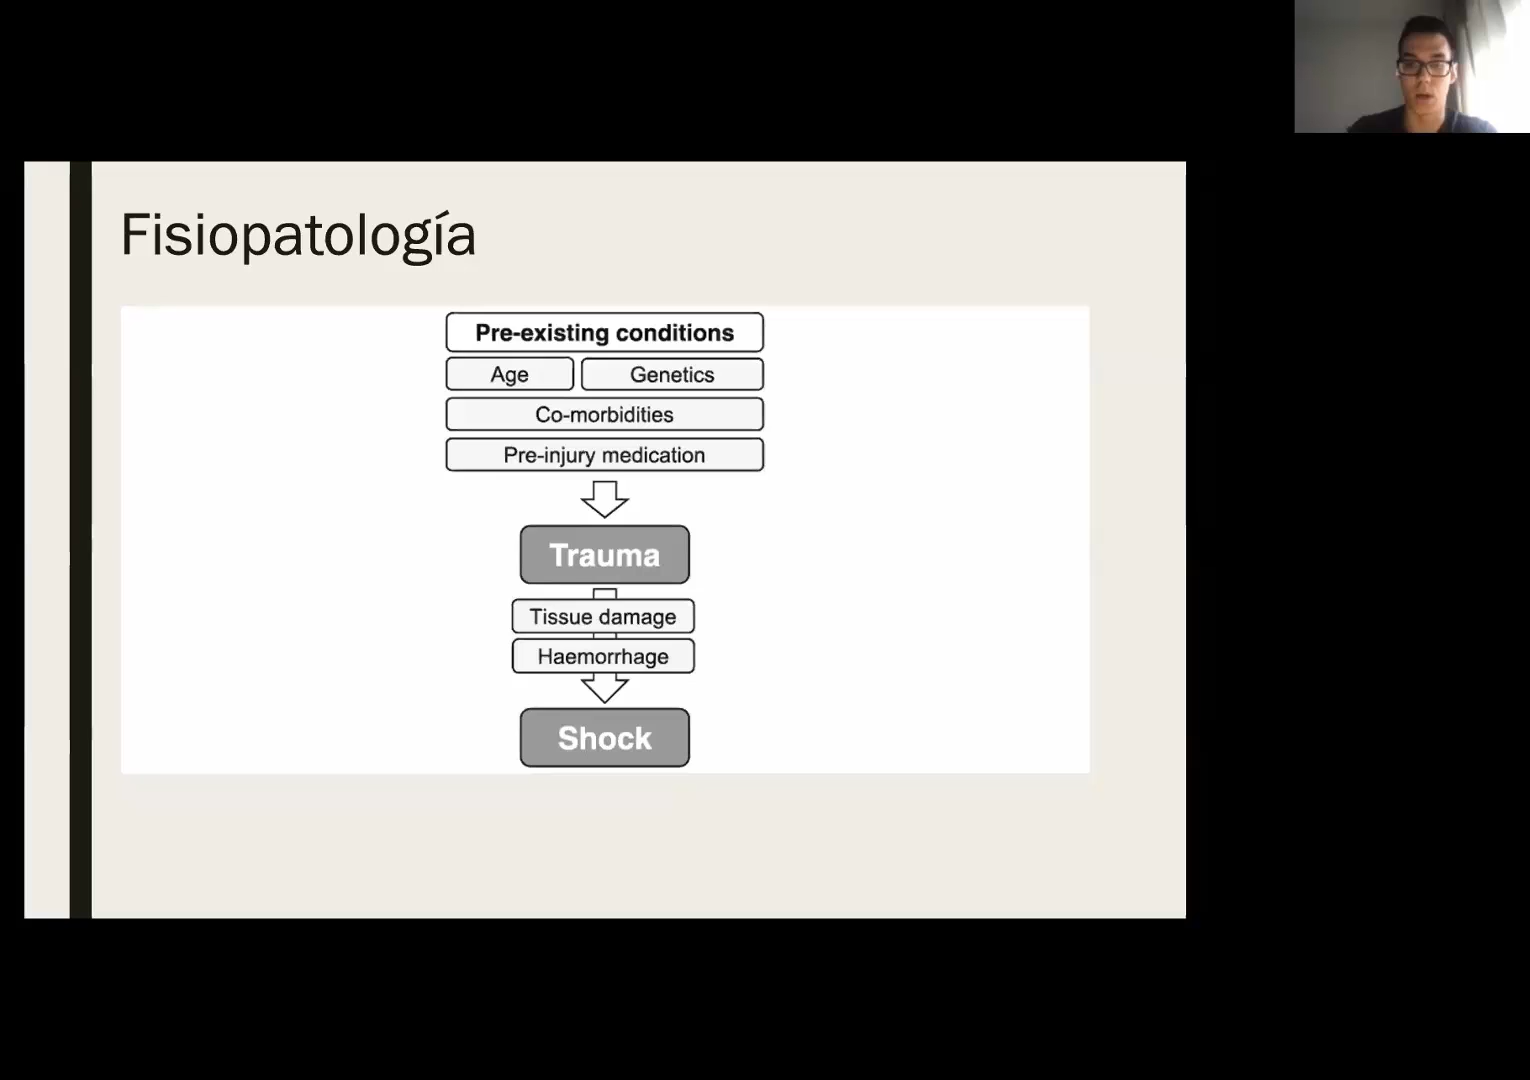 Fisiopatología
Pre-existing conditions
Age
Genetics
Co-morbidities
Pre-injury medication
Trauma
Tissue damage
Haemorrhage
Shock